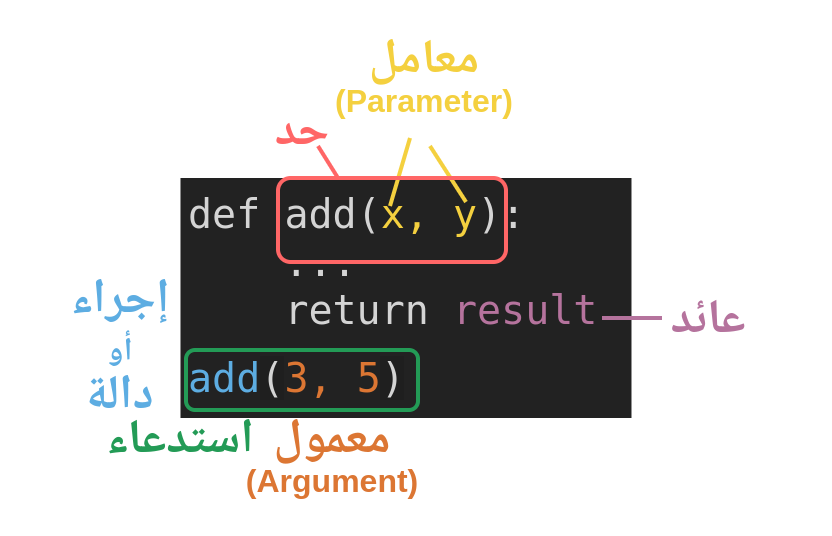 معامل
(Parameter)
حد
def add(x, y):
...
return result
عائد
إجراء
أو
دالة
add(3, 5)
استدعاء
معمول
(Argument)